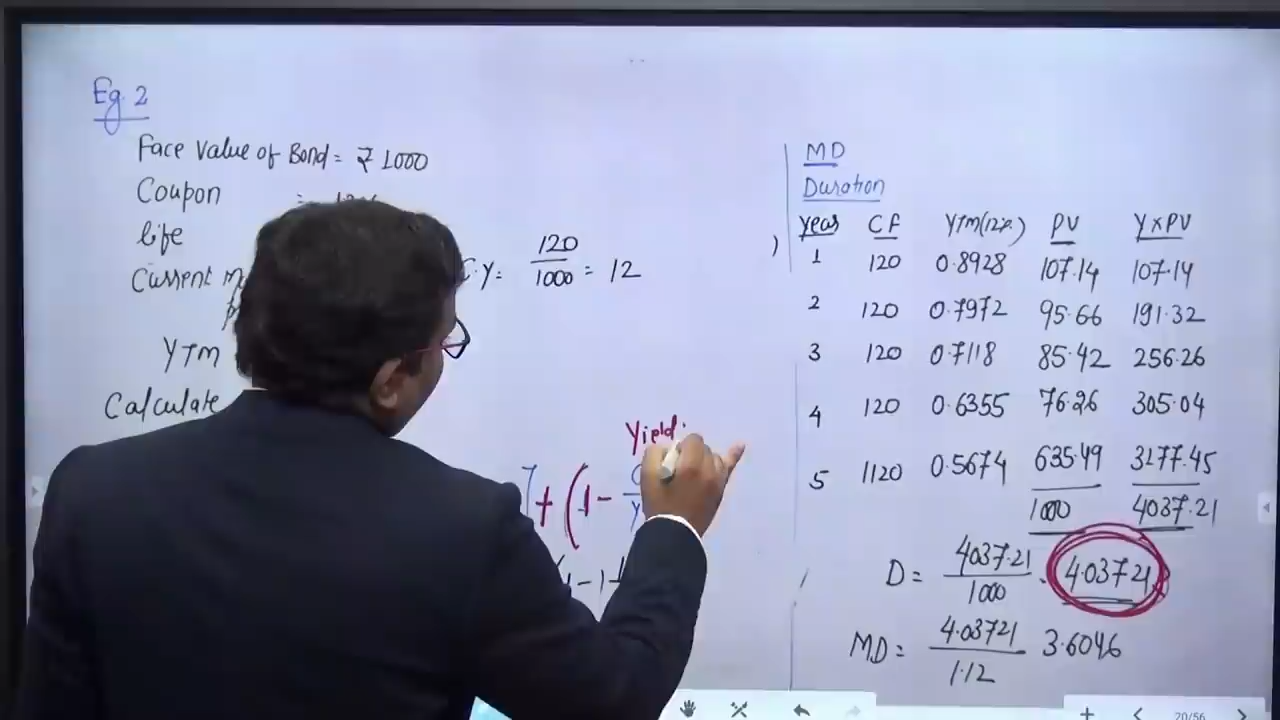 Eg. 2
Face Value of Bond = ₹ 1000
Coupon =
life
Current
C.Y = 120/1000 = 12
YTM
Calculate
Yield
+ (1 -
MD
Duration
Years CF YTM(12%) PV Y×PV
1 120 0.8928 107.14 107.14
2 120 0.7972 95.66 191.32
3 120 0.7118 85.42 256.26
4 120 0.6355 76.26 305.04
5 1120 0.5674 635.49 3177.45
1000 4037.21
D = 4037.21/1000 = 4.03721
MD = 4.03721/1.12 3.6046
20/56